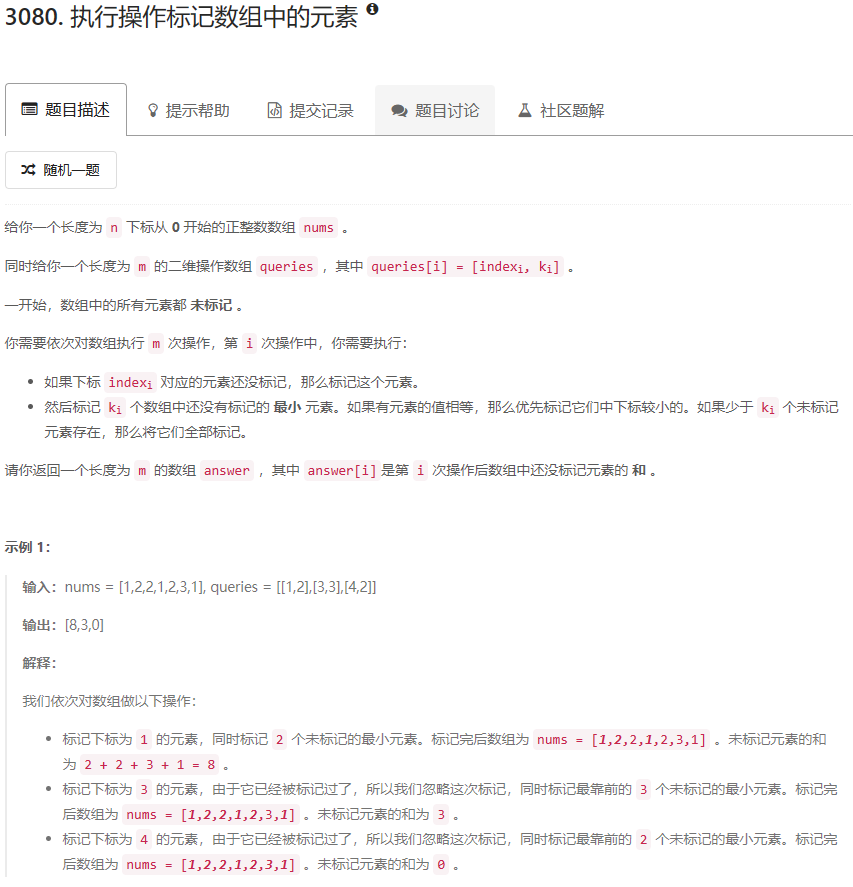 3080. 执行操作标记数组中的元素
题目描述 提示帮助 提交记录 题目讨论 社区题解
随机一题
给你一个长度为 n 下标从 0 开始的正整数数组 nums 。
同时给你一个长度为 m 的二维操作数组 queries ，其中 queries[i] = [indexi, ki] 。
一开始，数组中的所有元素都 未标记 。
你需要依次对数组执行 m 次操作，第 i 次操作中，你需要执行：
• 如果下标 indexi 对应的元素还没标记，那么标记这个元素。
• 然后标记 ki 个数组中还没有标记的 最小 元素。如果有元素的值相等，那么优先标记它们中下标较小的。如果少于 ki 个未标记
元素存在，那么将它们全部标记。
请你返回一个长度为 m 的数组 answer ，其中 answer[i]是第 i 次操作后数组中还没标记元素的 和 。
示例 1：
输入：nums = [1,2,2,1,2,3,1], queries = [[1,2],[3,3],[4,2]]
输出：[8,3,0]
解释：
我们依次对数组做以下操作：
• 标记下标为 1 的元素，同时标记 2 个未标记的最小元素。标记完后数组为 nums = [1,2,2,1,2,3,1] 。未标记元素的和
为 2 + 2 + 3 + 1 = 8 。
• 标记下标为 3 的元素，由于它已经被标记过了，所以我们忽略这次标记，同时标记最靠前的 3 个未标记的最小元素。标记完
后数组为 nums = [1,2,2,1,2,3,1] 。未标记元素的和为 3 。
• 标记下标为 4 的元素，由于它已经被标记过了，所以我们忽略这次标记，同时标记最靠前的 2 个未标记的最小元素。标记完
后数组为 nums = [1,2,2,1,2,3,1] 。未标记元素的和为 0 。